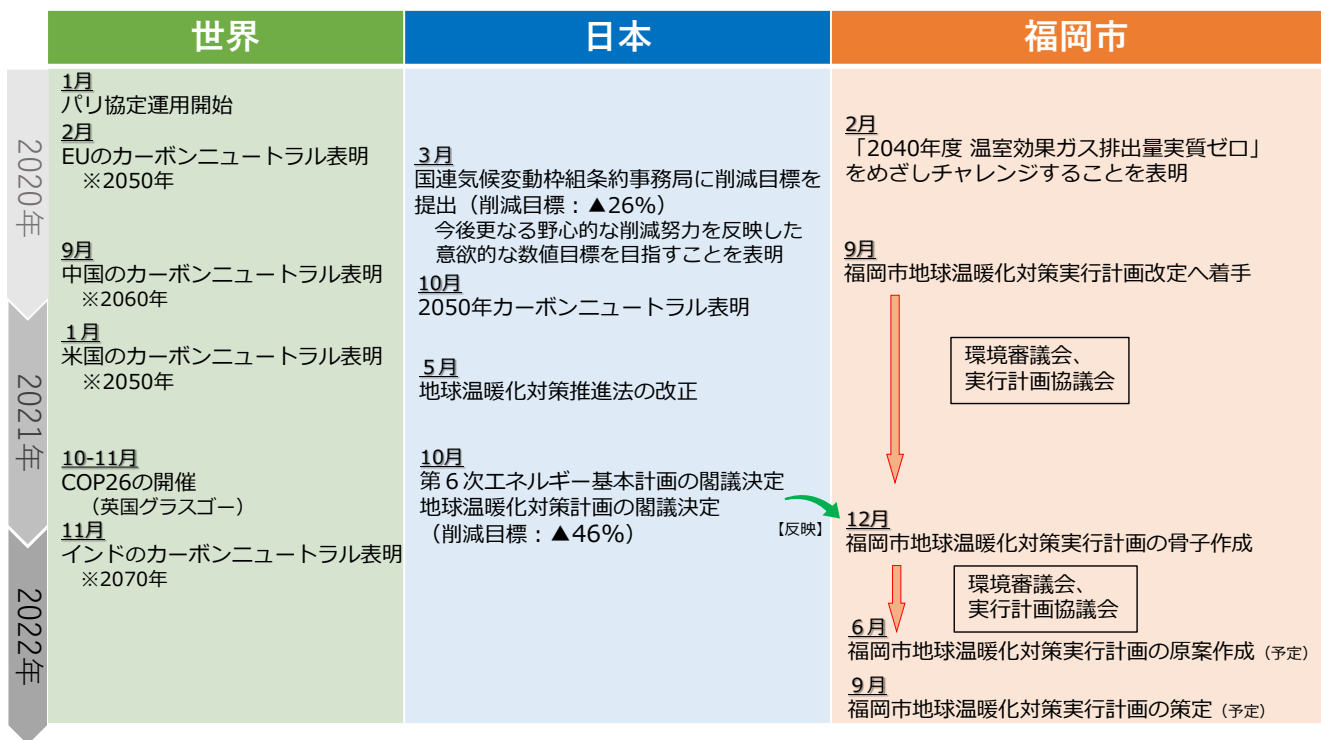 世界
日本
福岡市
2020年
2021年
2022年
1月
パリ協定運用開始
2月
EUのカーボンニュートラル表明
※2050年
9月
中国のカーボンニュートラル表明
※2060年
1月
米国のカーボンニュートラル表明
※2050年
10-11月
COP26の開催
（英国グラスゴー）
11月
インドのカーボンニュートラル表明
※2070年
３月
国連気候変動枠組条約事務局に削減目標を
提出（削減目標：▲26%）
今後更なる野心的な削減努力を反映した
意欲的な数値目標を目指すことを表明
10月
2050年カーボンニュートラル表明
５月
地球温暖化対策推進法の改正
10月
第６次エネルギー基本計画の閣議決定
地球温暖化対策計画の閣議決定
（削減目標：▲46%）
【反映】
2月
「2040年度 温室効果ガス排出量実質ゼロ」
をめざしチャレンジすることを表明
9月
福岡市地球温暖化対策実行計画改定へ着手
環境審議会、
実行計画協議会
12月
福岡市地球温暖化対策実行計画の骨子作成
環境審議会、
実行計画協議会
６月
福岡市地球温暖化対策実行計画の原案作成（予定）
９月
福岡市地球温暖化対策実行計画の策定（予定）